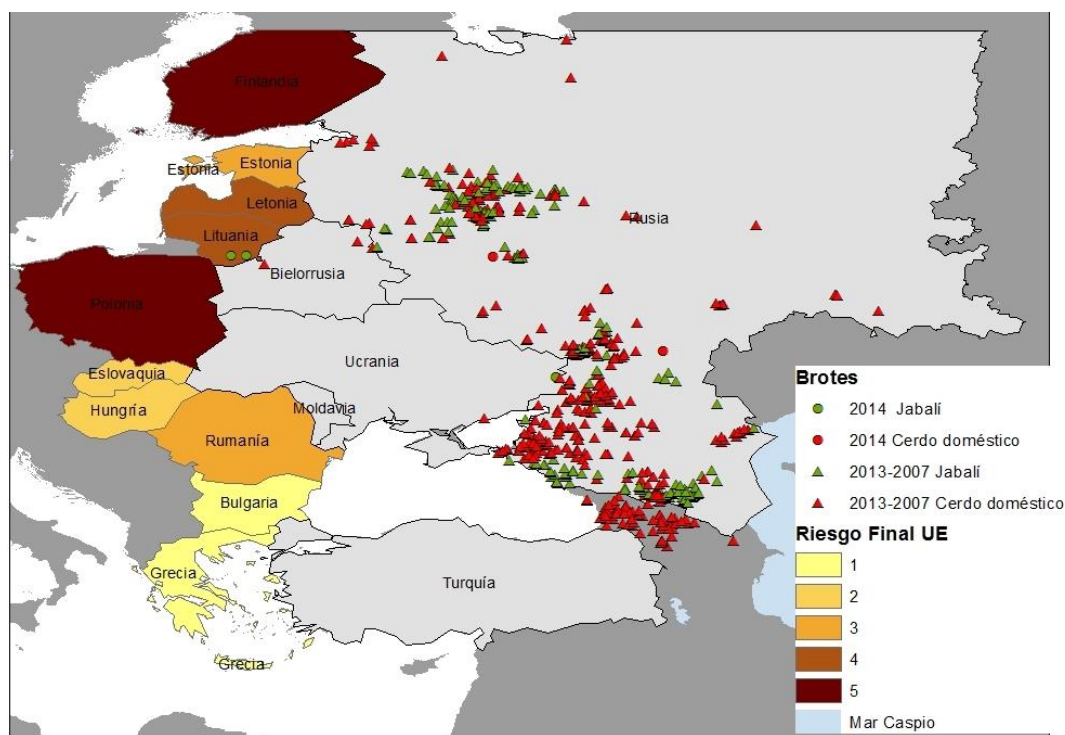 Finlandia
Estonia
Estonia
Letonia
Lituania
Rusia
Bielorrusia
Polonia
Ucrania
Eslovaquia
Moldavia
Hungría
Rumanía
Bulgaria
Grecia
Turquía
Grecia
Brotes
2014 Jabalí
2014 Cerdo doméstico
2013-2007 Jabalí
2013-2007 Cerdo doméstico
Riesgo Final UE
1
2
3
4
5
Mar Caspio